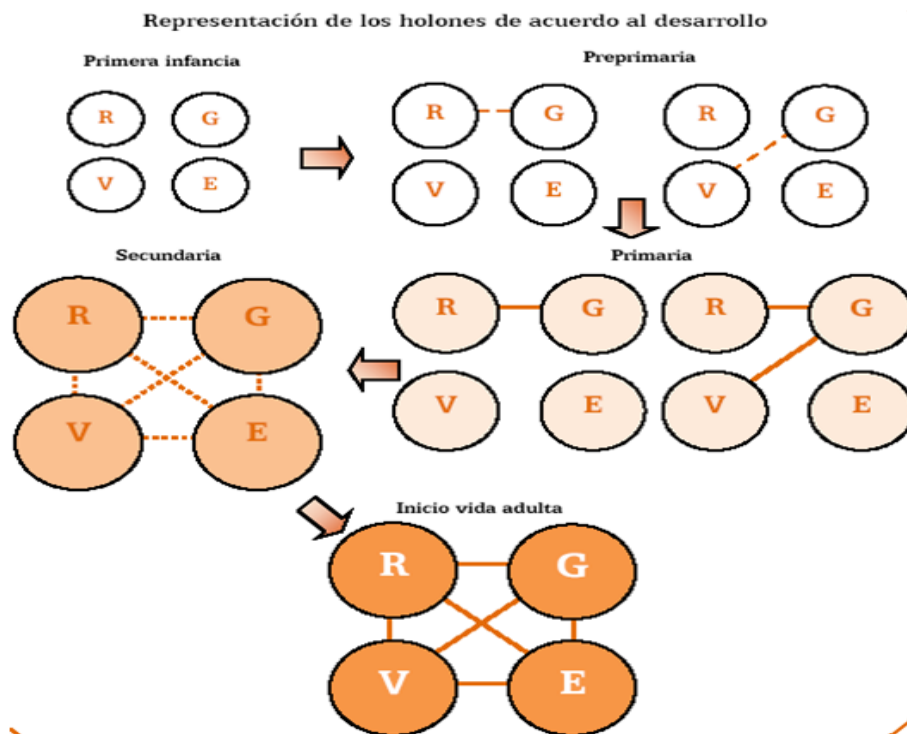 Representación de los holones de acuerdo al desarrollo
Primera infancia
R G
V E
Preprimaria
R G R G
V E V E
Primaria
R G R G
V E V E
Secundaria
R G
V E
Inicio vida adulta
R G
V E